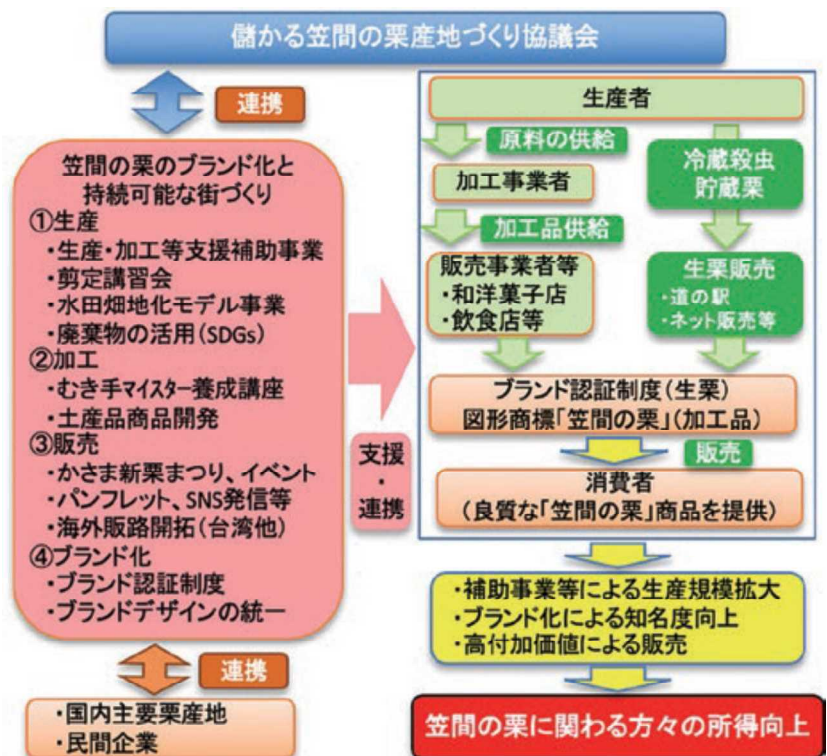 儲かる笠間の栗産地づくり協議会
連携
笠間の栗のブランド化と
持続可能な街づくり
①生産
・生産・加工等支援補助事業
・剪定講習会
・水田畑地化モデル事業
・廃棄物の活用(SDGs)
②加工
・むき手マイスター養成講座
・土産品商品開発
③販売
・かさま新栗まつり、イベント
・パンフレット、SNS発信等
・海外販路開拓(台湾他)
④ブランド化
・ブランド認証制度
・ブランドデザインの統一
連携
・国内主要栗産地
・民間企業
支援
・
連携
生産者
原料の供給
加工事業者
加工品供給
販売事業者等
・和洋菓子店
・飲食店等
冷蔵殺虫
貯蔵栗
生栗販売
・道の駅
・ネット販売等
ブランド認証制度(生栗)
図形商標「笠間の栗」(加工品)
販売
消費者
(良質な「笠間の栗」商品を提供)
・補助事業等による生産規模拡大
・ブランド化による知名度向上
・高付加価値による販売
笠間の栗に関わる方々の所得向上